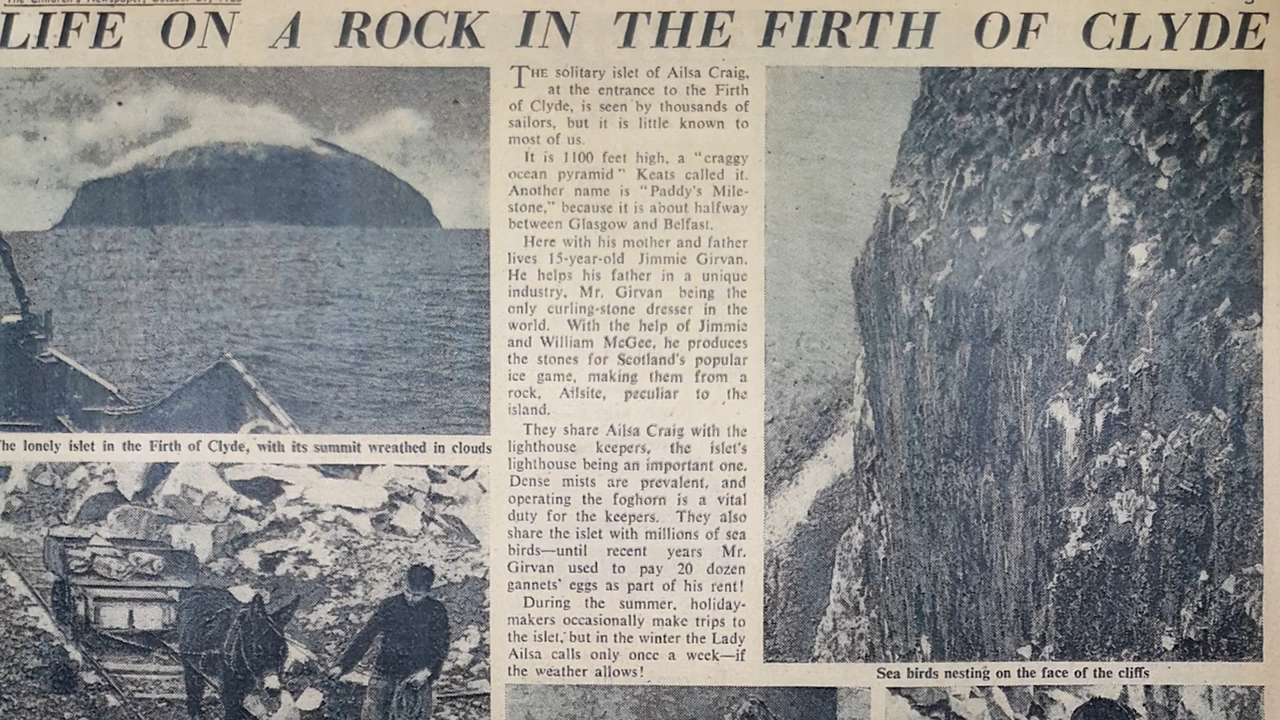 The Children's Newspaper, October
LIFE ON A ROCK IN THE FIRTH OF CLYDE
The lonely islet in the Firth of Clyde, with its summit wreathed in clouds
THE solitary islet of Ailsa Craig,
at the entrance to the Firth
of Clyde, is seen by thousands of
sailors, but it is little known to
most of us.
It is 1100 feet high, a "craggy
ocean pyramid" Keats called it.
Another name is "Paddy's Mile-
stone," because it is about halfway
between Glasgow and Belfast.
Here with his mother and father
lives 15-year-old Jimmie Girvan.
He helps his father in a unique
industry, Mr. Girvan being the
only curling-stone dresser in the
world. With the help of Jimmie
and William McGee, he produces
the stones for Scotland's popular
ice game, making them from a
rock, Ailsite, peculiar to the
island.
They share Ailsa Craig with the
lighthouse keepers, the islet's
lighthouse being an important one.
Dense mists are prevalent, and
operating the foghorn is a vital
duty for the keepers. They also
share the islet with millions of sea
birds—until recent years Mr.
Girvan used to pay 20 dozen
gannets' eggs as part of his rent!
During the summer, holiday-
makers occasionally make trips to
the islet, but in the winter the Lady
Ailsa calls only once a week—if
the weather allows!
Sea birds nesting on the face of the cliffs